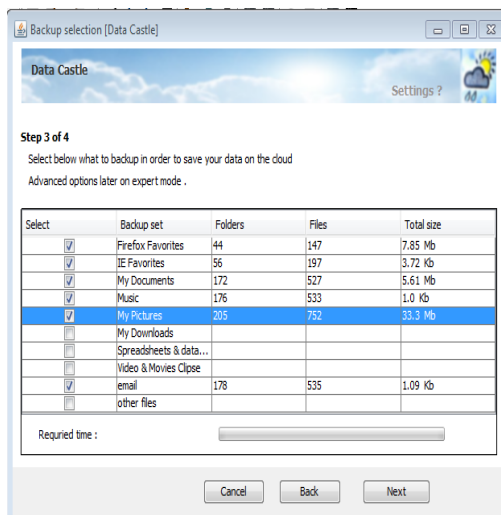 Backup selection [Data Castle]
Data Castle
Settings ?
Step 3 of 4
Select below what to backup in order to save your data on the cloud
Advanced options later on expert mode .
Select Backup set Folders Files Total size
Firefox Favorites 44 147 7.85 Mb
IE Favorites 56 197 3.72 Kb
My Documents 172 527 5.61 Mb
Music 176 533 1.0 Kb
My Pictures 205 752 33.3 Mb
My Downloads
Spreadsheets & data...
Video & Movies Clipse
email 178 535 1.09 Kb
other files
Requried time :
Cancel Back Next